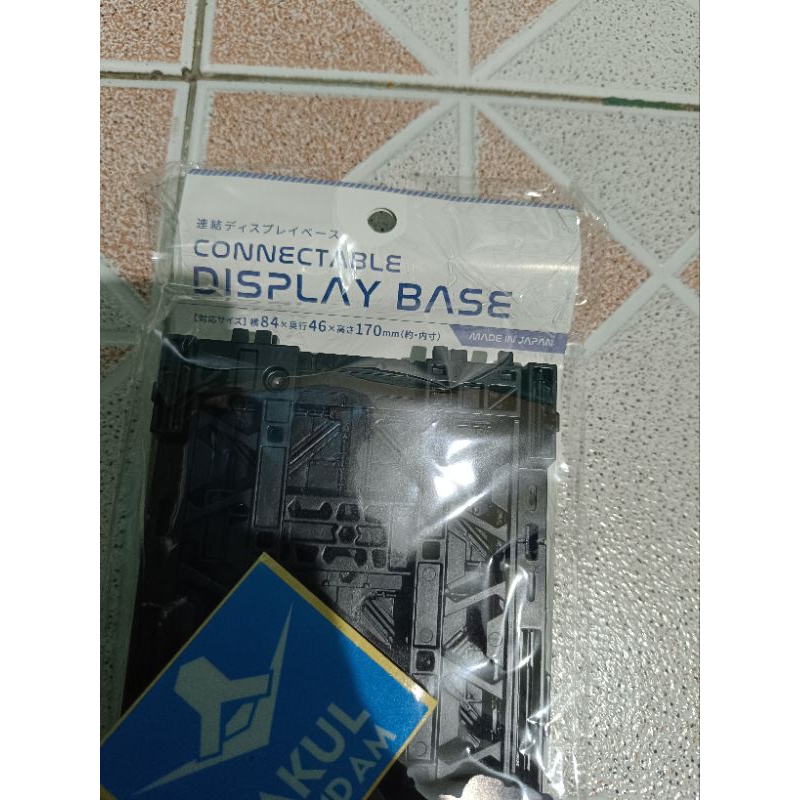 連結ディスプレイベース
CONNECTABLE
DISPLAY BASE
【対応サイズ】横84×奥行46×高さ170mm(約・内寸)
MADE IN JAPAN
AKUL
DAM